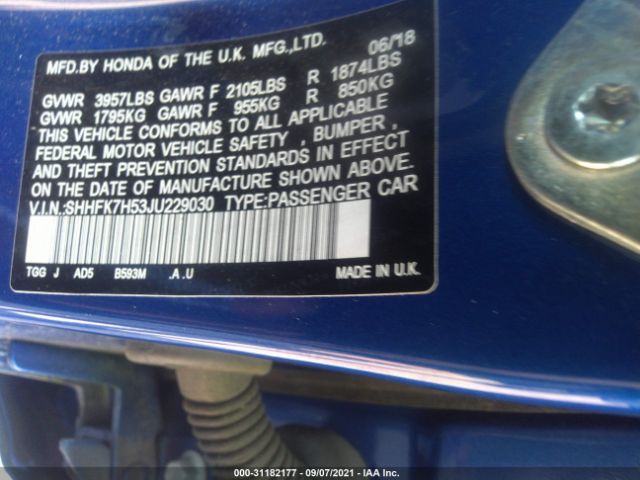 MFD.BY HONDA OF THE U.K. MFG.,LTD. 06/18
GVWR 3957LBS GAWR F 2105LBS R 1874LBS
GVWR 1795KG GAWR F 955KG R 850KG
THIS VEHICLE CONFORMS TO ALL APPLICABLE
FEDERAL MOTOR VEHICLE SAFETY, BUMPER,
AND THEFT PREVENTION STANDARDS IN EFFECT
ON THE DATE OF MANUFACTURE SHOWN ABOVE.
V.I.N.:SHHFK7H53JU229030 TYPE:PASSENGER CAR
TGG J AD5 B593M .A .U MADE IN U.K.
000-31182177 - 09/07/2021 - IAA Inc.